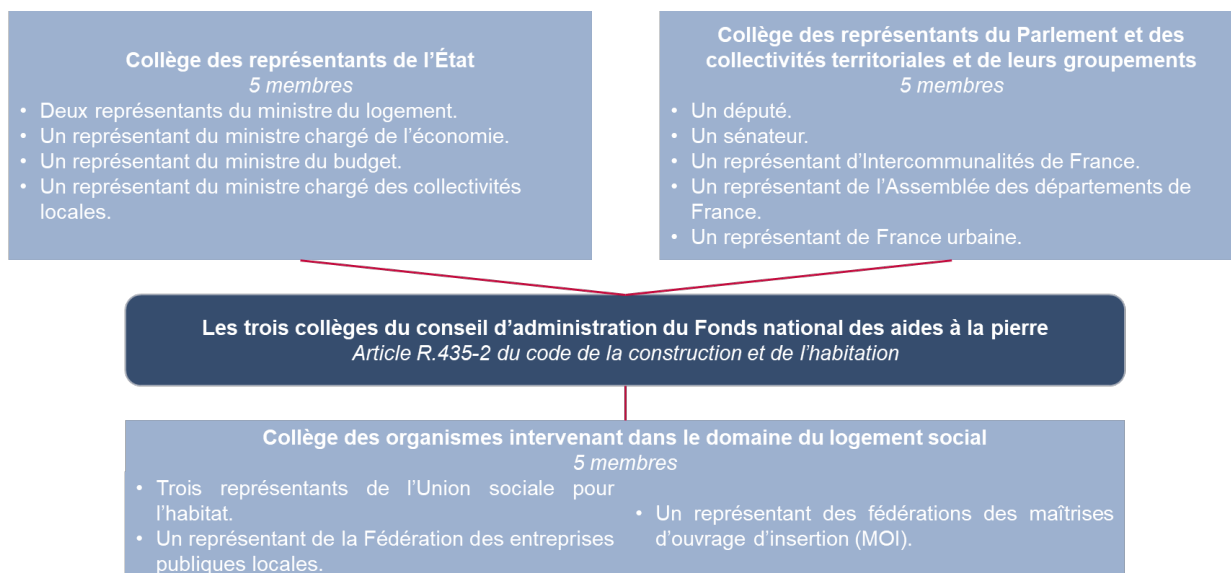 Collège des représentants de l'État
5 membres
• Deux représentants du ministre du logement.
• Un représentant du ministre chargé de l'économie.
• Un représentant du ministre du budget.
• Un représentant du ministre chargé des collectivités
locales.
Collège des représentants du Parlement et des
collectivités territoriales et de leurs groupements
5 membres
• Un député.
• Un sénateur.
• Un représentant d'Intercommunalités de France.
• Un représentant de l'Assemblée des départements de
France.
• Un représentant de France urbaine.
Les trois collèges du conseil d'administration du Fonds national des aides à la pierre
Article R.435-2 du code de la construction et de l'habitation
Collège des organismes intervenant dans le domaine du logement social
5 membres
• Trois représentants de l'Union sociale pour
l'habitat.
• Un représentant de la Fédération des entreprises
publiques locales.
• Un représentant des fédérations des maîtrises
d'ouvrage d'insertion (MOI).